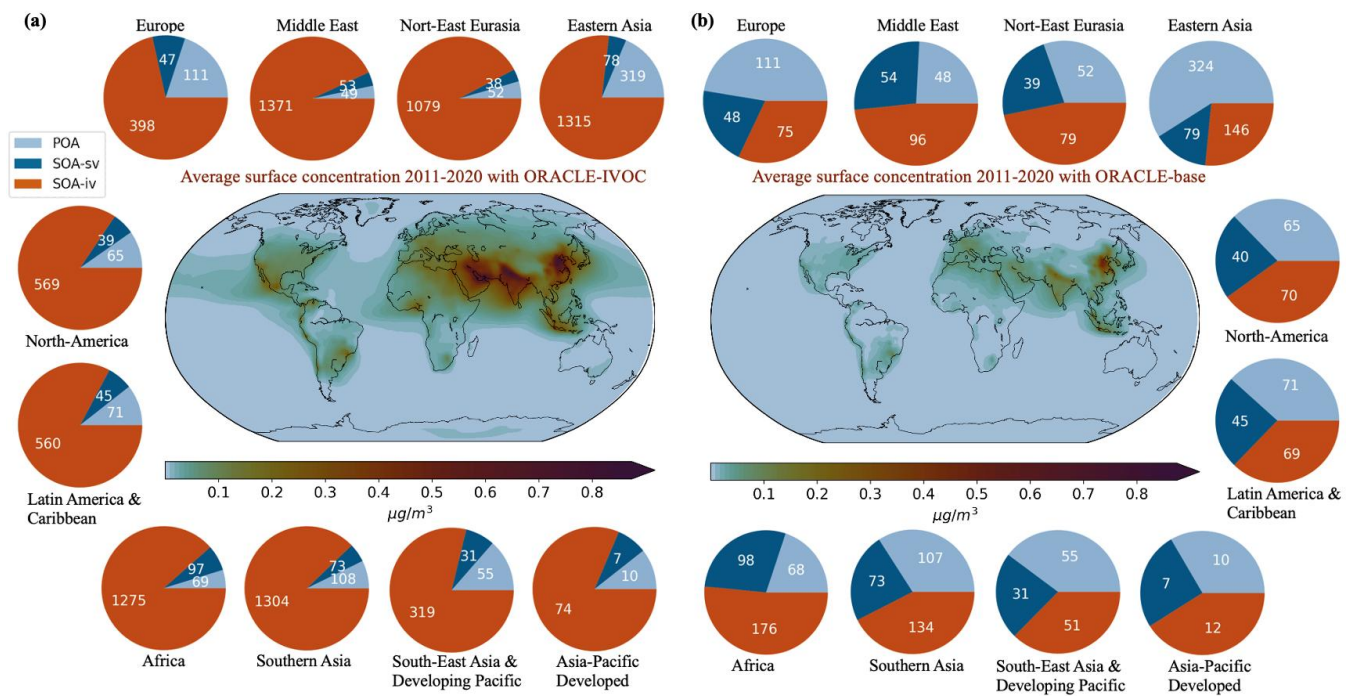 (a)
Europe
Middle East
Nort-East Eurasia
Eastern Asia
47
111
398
53
49
1371
38
52
1079
78
319
1315
POA
SOA-sv
SOA-iv
Average surface concentration 2011-2020 with ORACLE-IVOC
39
65
569
North-America
45
71
560
Latin America &
Caribbean
0.1 0.2 0.3 0.4 0.5 0.6 0.7 0.8
μg/m³
97
69
1275
Africa
73
108
1304
Southern Asia
31
55
319
South-East Asia &
Developing Pacific
7
10
74
Asia-Pacific
Developed
(b)
Europe
Middle East
Nort-East Eurasia
Eastern Asia
111
48
75
54
48
96
39
52
79
324
79
146
Average surface concentration 2011-2020 with ORACLE-base
65
40
70
North-America
71
45
69
Latin America &
Caribbean
0.1 0.2 0.3 0.4 0.5 0.6 0.7 0.8
μg/m³
98
68
176
Africa
107
73
134
Southern Asia
55
31
51
South-East Asia &
Developing Pacific
10
7
12
Asia-Pacific
Developed